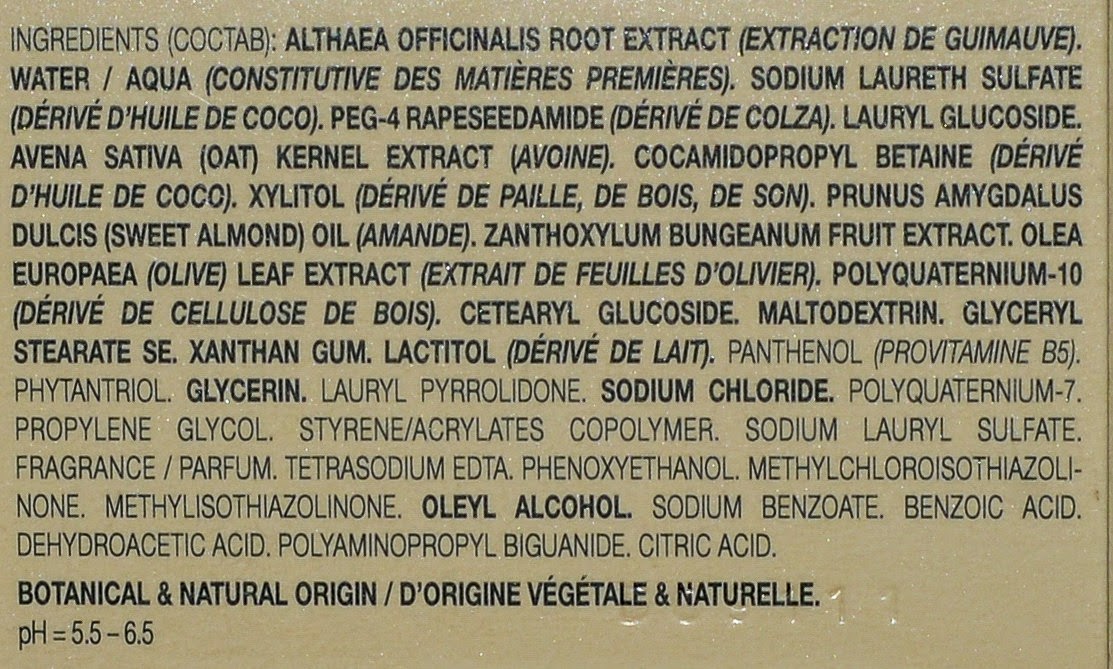 INGREDIENTS (COCTAB): ALTHAEA OFFICINALIS ROOT EXTRACT (EXTRACTION DE GUIMAUVE).
WATER / AQUA (CONSTITUTIVE DES MATIÈRES PREMIÈRES). SODIUM LAURETH SULFATE
(DÉRIVÉ D'HUILE DE COCO). PEG-4 RAPESEEDAMIDE (DÉRIVÉ DE COLZA). LAURYL GLUCOSIDE.
AVENA SATIVA (OAT) KERNEL EXTRACT (AVOINE). COCAMIDOPROPYL BETAINE (DÉRIVÉ
D'HUILE DE COCO). XYLITOL (DÉRIVÉ DE PAILLE, DE BOIS, DE SON). PRUNUS AMYGDALUS
DULCIS (SWEET ALMOND) OIL (AMANDE). ZANTHOXYLUM BUNGEANUM FRUIT EXTRACT. OLEA
EUROPAEA (OLIVE) LEAF EXTRACT (EXTRAIT DE FEUILLES D'OLIVIER). POLYQUATERNIUM-10
(DÉRIVÉ DE CELLULOSE DE BOIS). CETEARYL GLUCOSIDE. MALTODEXTRIN. GLYCERYL
STEARATE SE. XANTHAN GUM. LACTITOL (DÉRIVÉ DE LAIT). PANTHENOL (PROVITAMINE B5).
PHYTANTRIOL. GLYCERIN. LAURYL PYRROLIDONE. SODIUM CHLORIDE. POLYQUATERNIUM-7.
PROPYLENE GLYCOL. STYRENE/ACRYLATES COPOLYMER. SODIUM LAURYL SULFATE.
FRAGRANCE / PARFUM. TETRASODIUM EDTA. PHENOXYETHANOL. METHYLCHLOROISOTHIAZOLI-
NONE. METHYLISOTHIAZOLINONE. OLEYL ALCOHOL. SODIUM BENZOATE. BENZOIC ACID.
DEHYDROACETIC ACID. POLYAMINOPROPYL BIGUANIDE. CITRIC ACID.
BOTANICAL & NATURAL ORIGIN / D'ORIGINE VÉGÉTALE & NATURELLE.
pH = 5.5 – 6.5